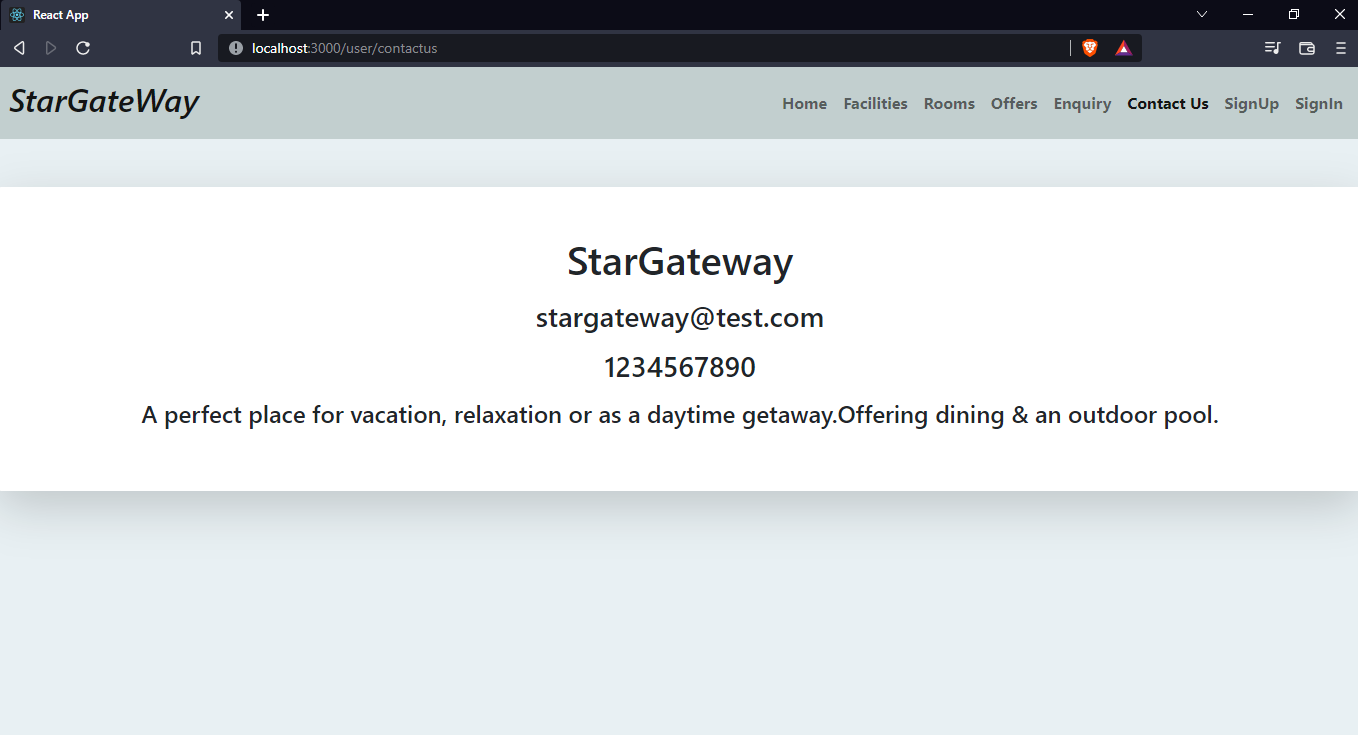 React App
localhost:3000/user/contactus
StarGateWay
Home Facilities Rooms Offers Enquiry Contact Us SignUp SignIn
StarGateway
stargateway@test.com
1234567890
A perfect place for vacation, relaxation or as a daytime getaway.Offering dining & an outdoor pool.